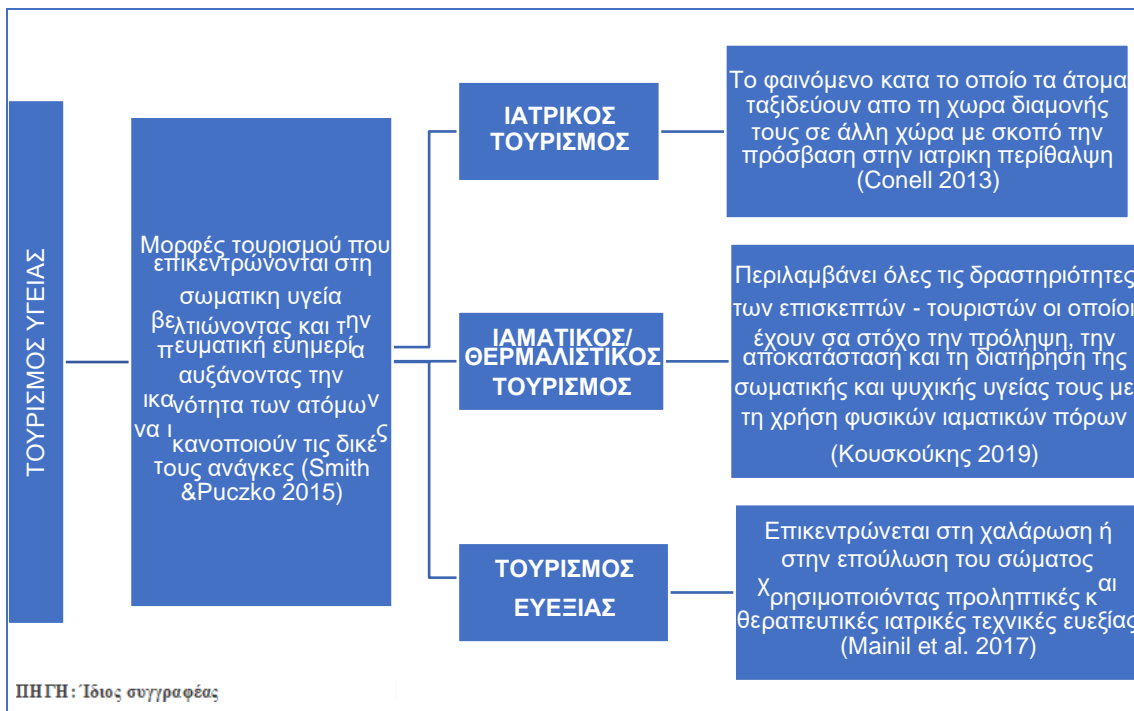 ΤΟΥΡΙΣΜΟΣ ΥΓΕΙΑΣ
Μορφές τουρισμού που
επικεντρώνονται στη
σωματικη υγεία
βελτιώνοντας και την
πευματική ευημερία
αυξάνοντας την
ικανότητα των ατόμων
να ικανοποιούν τις δικές
τους ανάγκες (Smith
&Puczko 2015)
ΙΑΤΡΙΚΟΣ
ΤΟΥΡΙΣΜΟΣ
Το φαινόμενο κατα το οποίο τα άτομα
ταξιδεύουν απο τη χωρα διαμονής
τους σε άλλη χώρα με σκοπό την
πρόσβαση στην ιατρικη περίθαλψη
(Conell 2013)
ΙΑΜΑΤΙΚΟΣ/
ΘΕΡΜΑΛΙΣΤΙΚΟΣ
ΤΟΥΡΙΣΜΟΣ
Περιλαμβάνει όλες τις δραστηριότητες
των επισκεπτών - τουριστών οι οποίοι
έχουν σα στόχο την πρόληψη, την
αποκατάσταση και τη διατήρηση της
σωματικής και ψυχικής υγείας τους με
τη χρήση φυσικών ιαματικών πόρων
(Κουσκούκης 2019)
ΤΟΥΡΙΣΜΟΣ
ΕΥΕΞΙΑΣ
Επικεντρώνεται στη χαλάρωση ή
στην επούλωση του σώματος
χρησιμοποιόντας προληπτικές και
θεραπευτικές ιατρικές τεχνικές ευεξίας
(Mainil et al. 2017)
ΠΗΓΗ: Ίδιος συγγραφέας